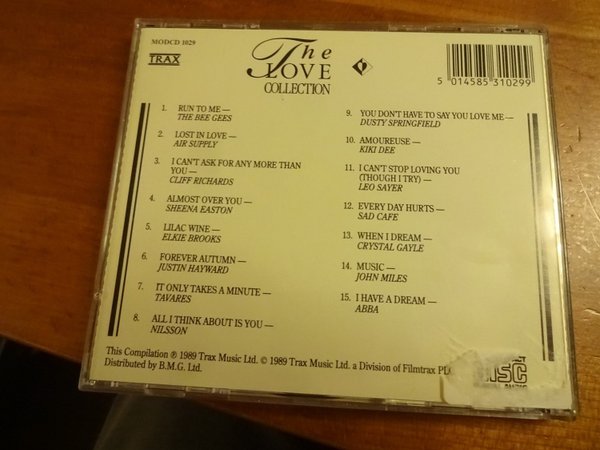 MODCD 1029
TRAX
The
LOVE
COLLECTION
5 014585 310299
1. RUN TO ME —
THE BEE GEES
2. LOST IN LOVE —
AIR SUPPLY
3. I CAN'T ASK FOR ANY MORE THAN
YOU —
CLIFF RICHARDS
4. ALMOST OVER YOU —
SHEENA EASTON
5. LILAC WINE —
ELKIE BROOKS
6. FOREVER AUTUMN —
JUSTIN HAYWARD
7. IT ONLY TAKES A MINUTE —
TAVARES
8. ALL I THINK ABOUT IS YOU —
NILSSON
9. YOU DON'T HAVE TO SAY YOU LOVE ME —
DUSTY SPRINGFIELD
10. AMOUREUSE —
KIKI DEE
11. I CAN'T STOP LOVING YOU
(THOUGH I TRY) —
LEO SAYER
12. EVERY DAY HURTS —
SAD CAFE
13. WHEN I DREAM —
CRYSTAL GAYLE
14. MUSIC —
JOHN MILES
15. I HAVE A DREAM —
ABBA
This Compilation ℗ 1989 Trax Music Ltd. © 1989 Trax Music Ltd. a Division of Filmtrax PLC
Distributed by B.M.G. Ltd.